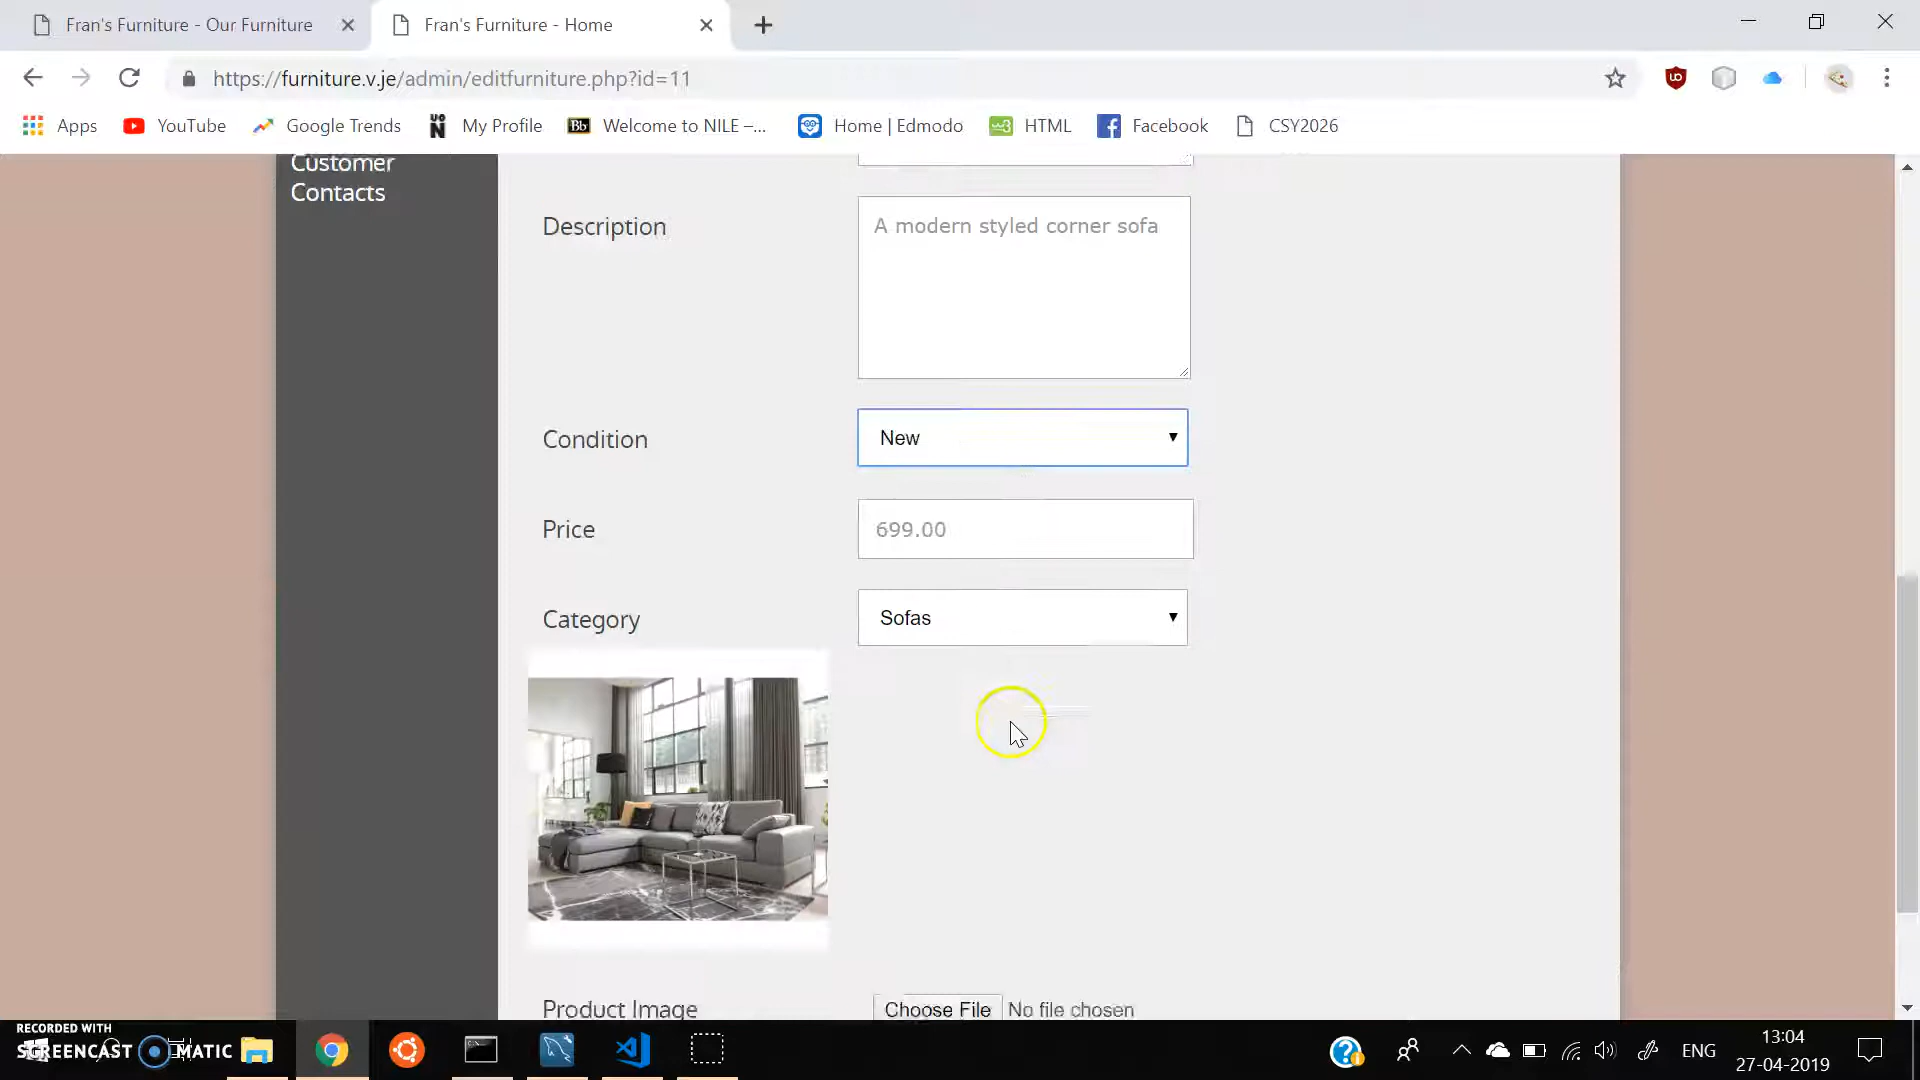 Fran's Furniture - Our Furniture
Fran's Furniture - Home
https://furniture.v.je/admin/editfurniture.php?id=11
Apps
YouTube
Google Trends
My Profile
Bb
Welcome to NILE –...
Home | Edmodo
HTML
Facebook
CSY2026
Customer
Contacts
Description
A modern styled corner sofa
Condition
New
Price
699.00
Category
Sofas
Product Image
Choose File
No file chosen
RECORDED WITH
SCREENCAST MATIC
ENG
13:04
27-04-2019